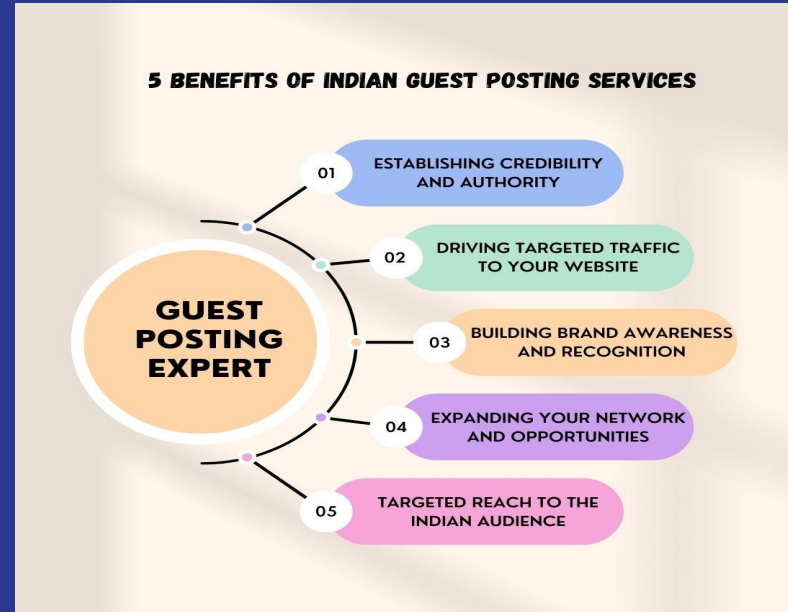 5 BENEFITS OF INDIAN GUEST POSTING SERVICES
01
ESTABLISHING CREDIBILITY
AND AUTHORITY
02
DRIVING TARGETED TRAFFIC
TO YOUR WEBSITE
GUEST
POSTING
EXPERT
03
BUILDING BRAND AWARENESS
AND RECOGNITION
04
EXPANDING YOUR NETWORK
AND OPPORTUNITIES
05
TARGETED REACH TO THE
INDIAN AUDIENCE